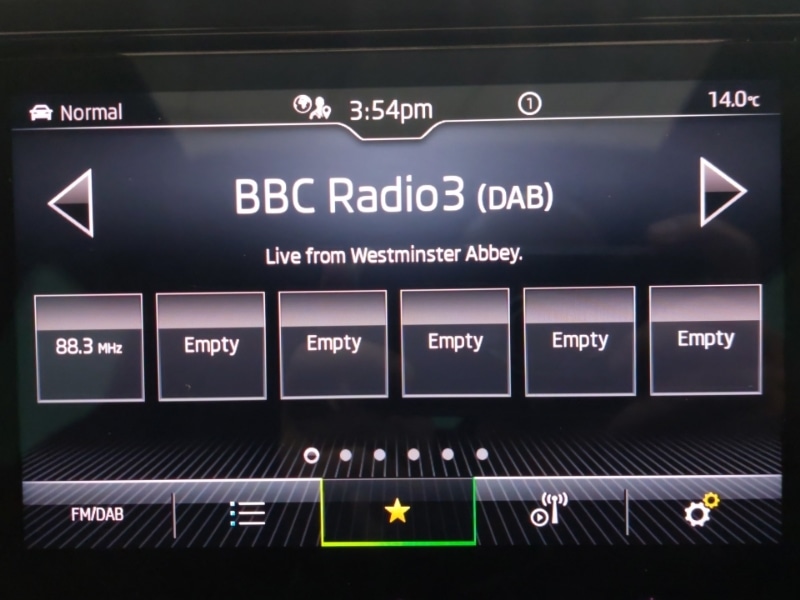 Normal 3:54pm 1 14.0°C
BBC Radio3 (DAB)
Live from Westminster Abbey.
88.3 MHz Empty Empty Empty Empty Empty
FM/DAB